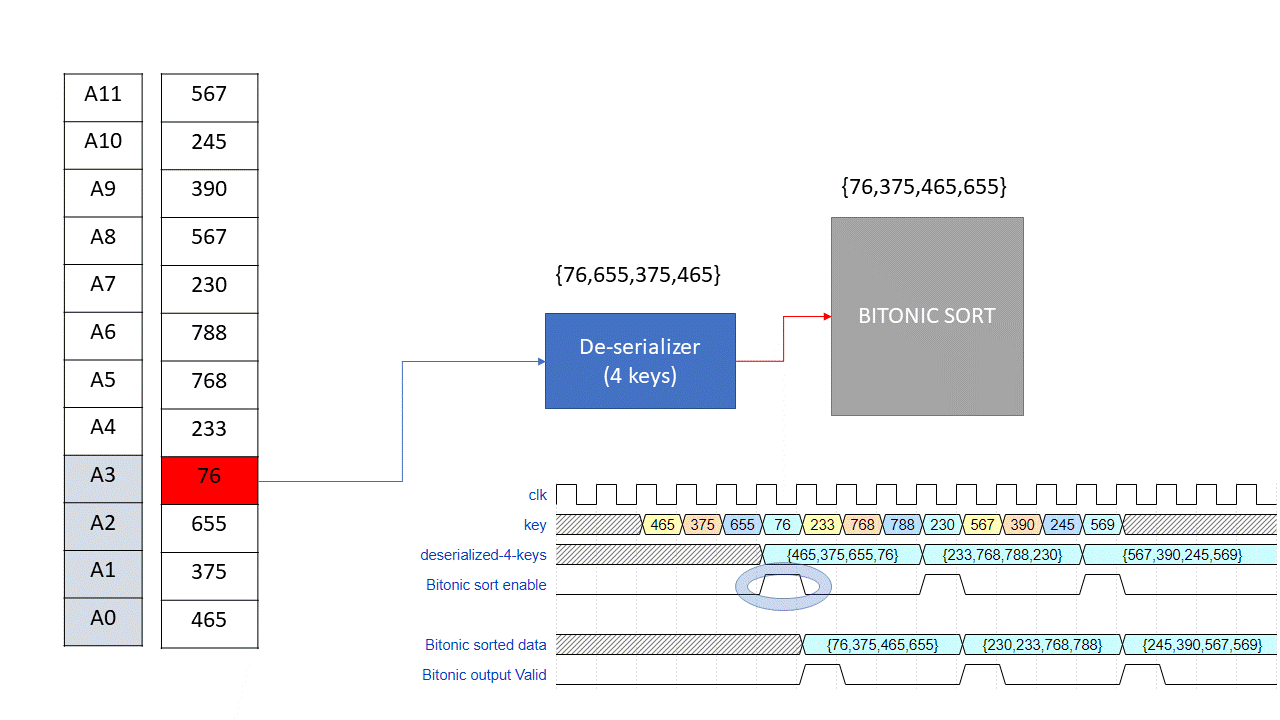 A11 567
A10 245
A9 390
A8 567
A7 230
A6 788
A5 768
A4 233
A3 76
A2 655
A1 375
A0 465
{76,655,375,465}
De-serializer
(4 keys)
{76,375,465,655}
BITONIC SORT
clk
key 465 375 655 76 233 768 788 230 567 390 245 569
deserialized-4-keys {465,375,655,76} {233,768,788,230} {567,390,245,569}
Bitonic sort enable
Bitonic sorted data {76,375,465,655} {230,233,768,788} {245,390,567,569}
Bitonic output Valid